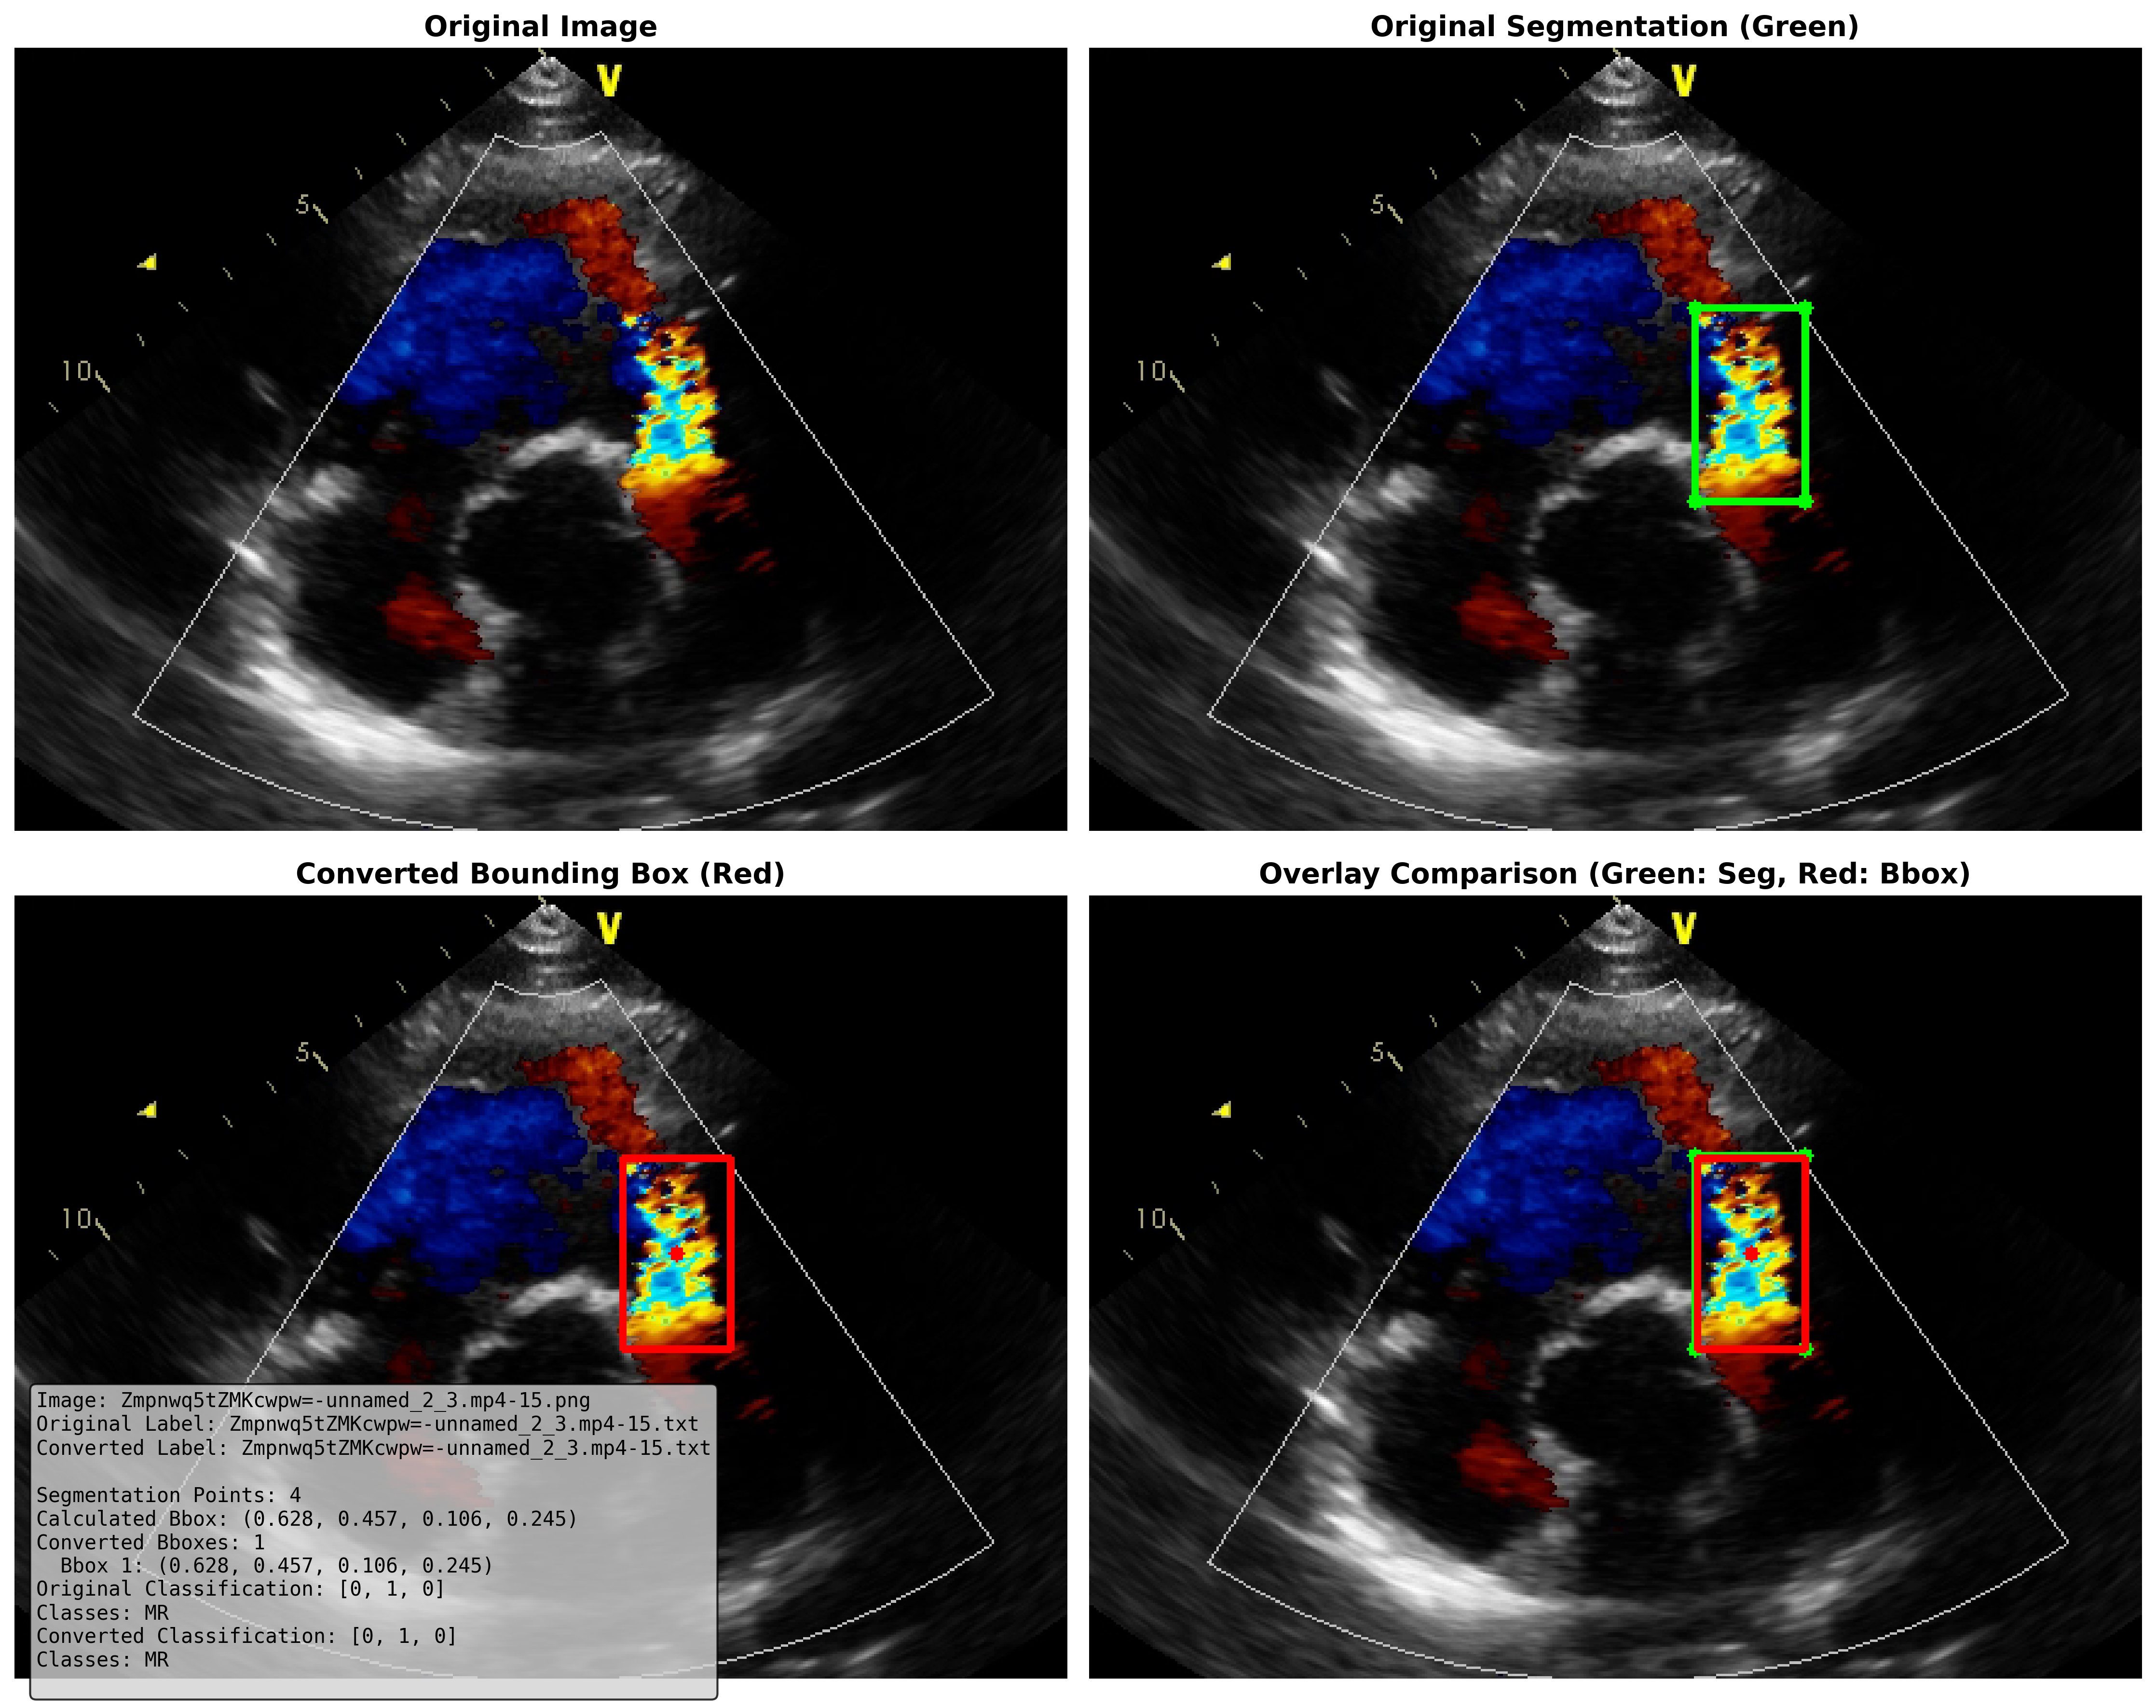 Original Image
Original Segmentation (Green)
V
5
10
V
5
10
Converted Bounding Box (Red)
Overlay Comparison (Green: Seg, Red: Bbox)
V
5
10
V
5
10
Image: Zmpnwq5tZMKcwpw=-unnamed_2_3.mp4-15.png
Original Label: Zmpnwq5tZMKcwpw=-unnamed_2_3.mp4-15.txt
Converted Label: Zmpnwq5tZMKcwpw=-unnamed_2_3.mp4-15.txt
Segmentation Points: 4
Calculated Bbox: (0.628, 0.457, 0.106, 0.245)
Converted Bboxes: 1
Bbox 1: (0.628, 0.457, 0.106, 0.245)
Original Classification: [0, 1, 0]
Classes: MR
Converted Classification: [0, 1, 0]
Classes: MR